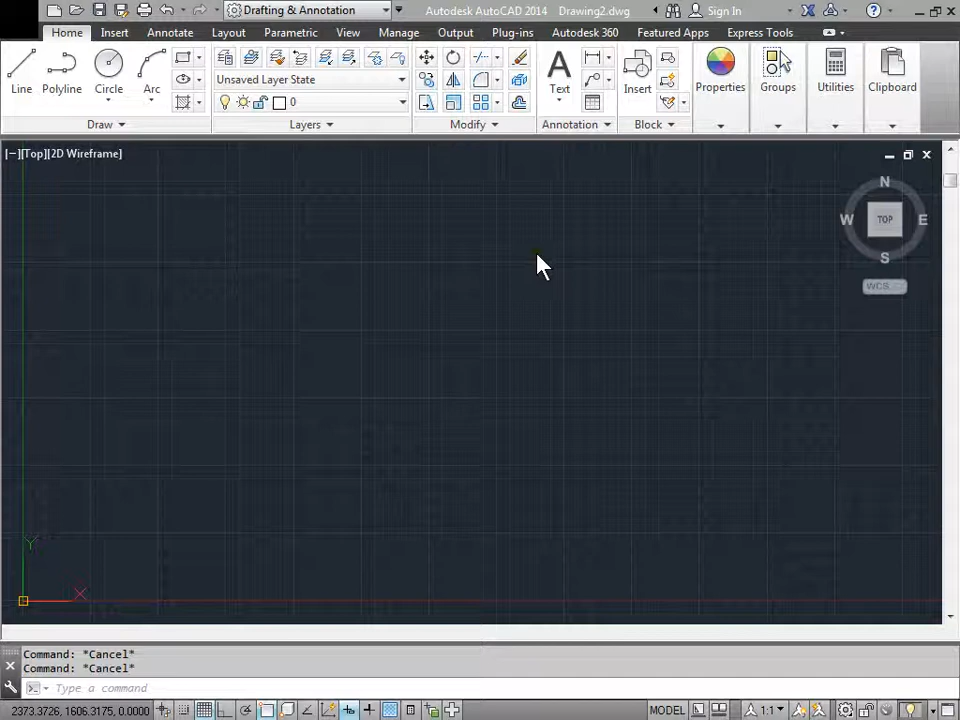 Drafting & Annotation Autodesk AutoCAD 2014 Drawing2.dwg Sign In
Home Insert Annotate Layout Parametric View Manage Output Plug-ins Autodesk 360 Featured Apps Express Tools
Unsaved Layer State
Line Polyline Circle Arc Text Insert Properties Groups Utilities Clipboard
0
Draw Layers Modify Annotation Block
[−][Top][2D Wireframe]
N
W TOP E
S
WCS
Y
X
Command: *Cancel*
Command: *Cancel*
Type a command
2373.3726, 1606.3175, 0.0000 MODEL 1:1